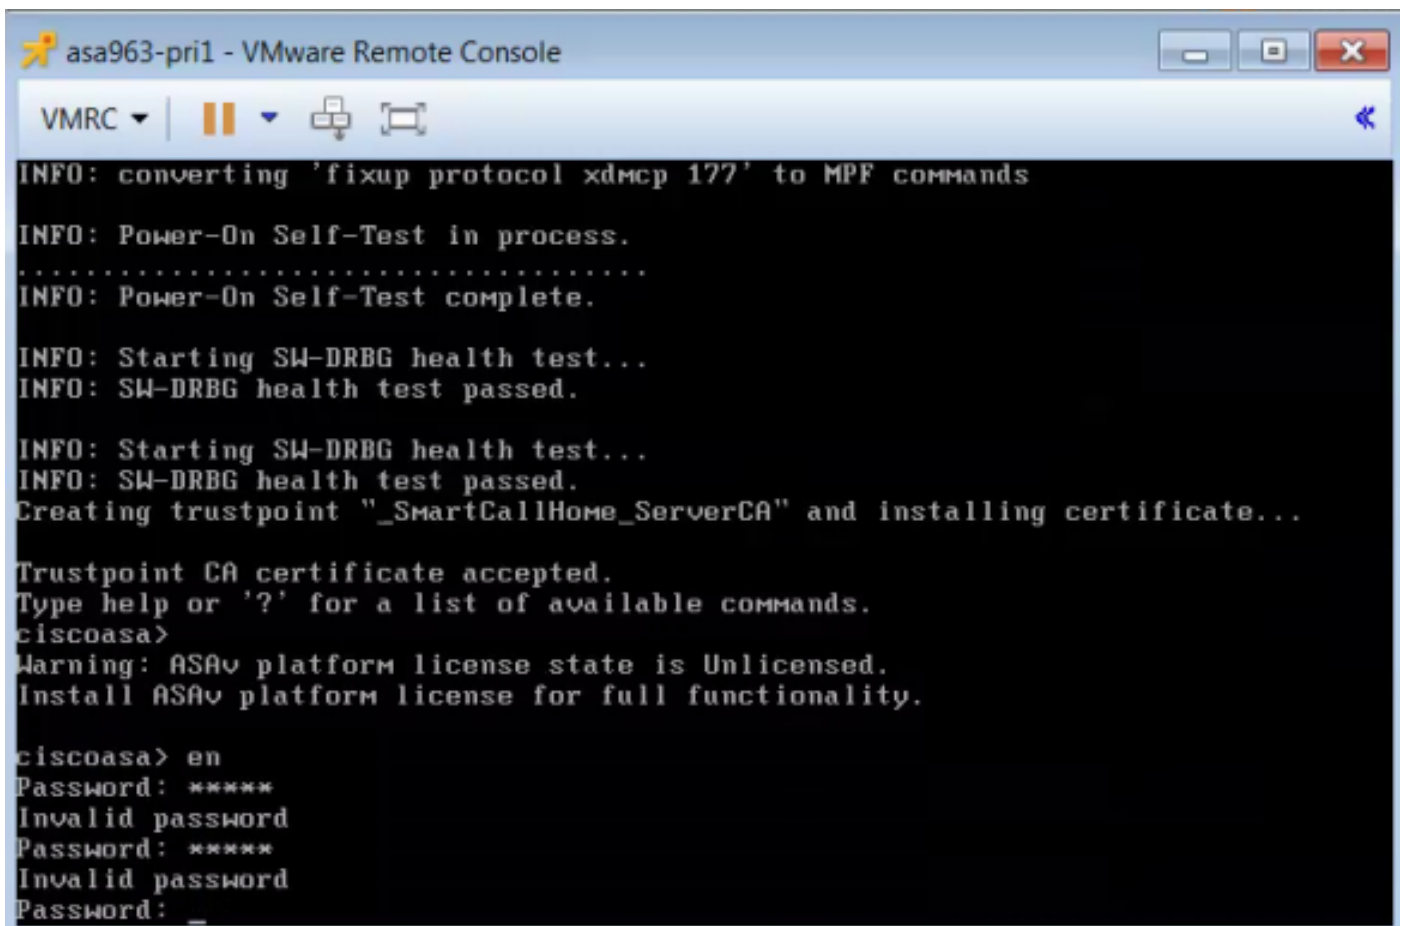 asa963-pri1 - VMware Remote Console
VMRC
INFO: converting 'fixup protocol xdmcp 177' to MPF commands
INFO: Power-On Self-Test in process.
.....................................
INFO: Power-On Self-Test complete.
INFO: Starting SW-DRBG health test...
INFO: SW-DRBG health test passed.
INFO: Starting SW-DRBG health test...
INFO: SW-DRBG health test passed.
Creating trustpoint "_SmartCallHome_ServerCA" and installing certificate...
Trustpoint CA certificate accepted.
Type help or '?' for a list of available commands.
ciscoasa>
Warning: ASAv platform license state is Unlicensed.
Install ASAv platform license for full functionality.
ciscoasa> en
Password: *****
Invalid password
Password: *****
Invalid password
Password: _